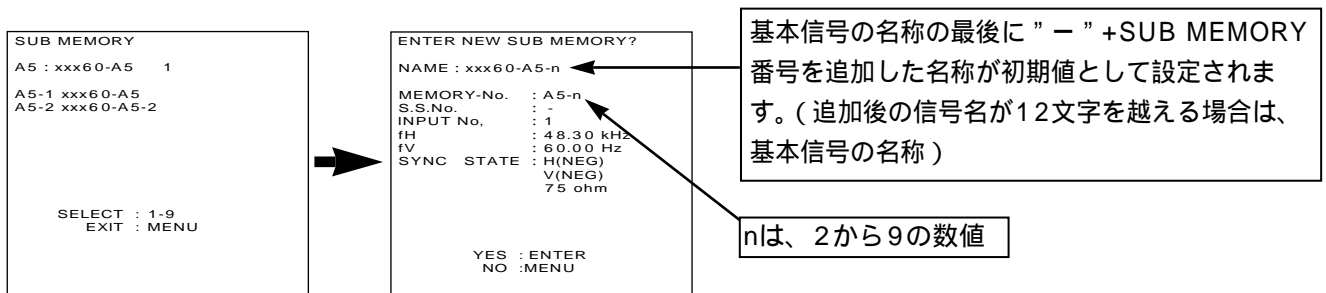 SUB MEMORY
A5 : xxx60-A5 1
A5-1 xxx60-A5
A5-2 xxx60-A5-2
SELECT : 1-9
EXIT : MENU
ENTER NEW SUB MEMORY?
NAME : xxx60-A5-n
MEMORY-No. : A5-n
S.S.No. : -
INPUT No, : 1
fH : 48.30 kHz
fV : 60.00 Hz
SYNC STATE : H(NEG)
V(NEG)
75 ohm
YES : ENTER
NO :MENU
基本信号の名称の最後に”ー”+SUB MEMORY
番号を追加した名称が初期値として設定されま
す。(追加後の信号名が12文字を越える場合は、
基本信号の名称)
nは、2から9の数値